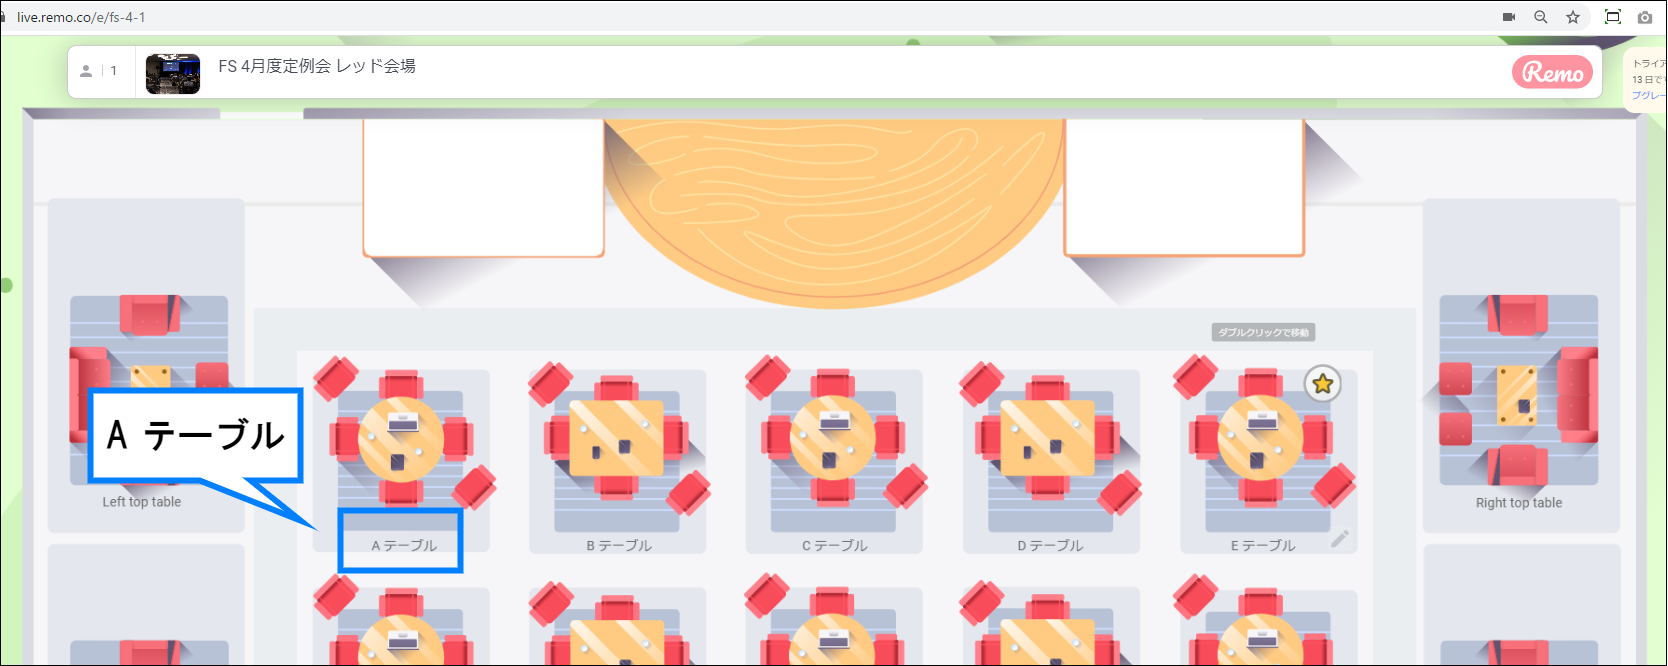 live.remo.co/e/fs-4-1
1
FS 4月度定例会 レッド会場
Remo
トライア
13 日です
プグレー
ダブルクリックで移動
A テーブル
Left top table
Right top table
A テーブル
B テーブル
C テーブル
D テーブル
E テーブル